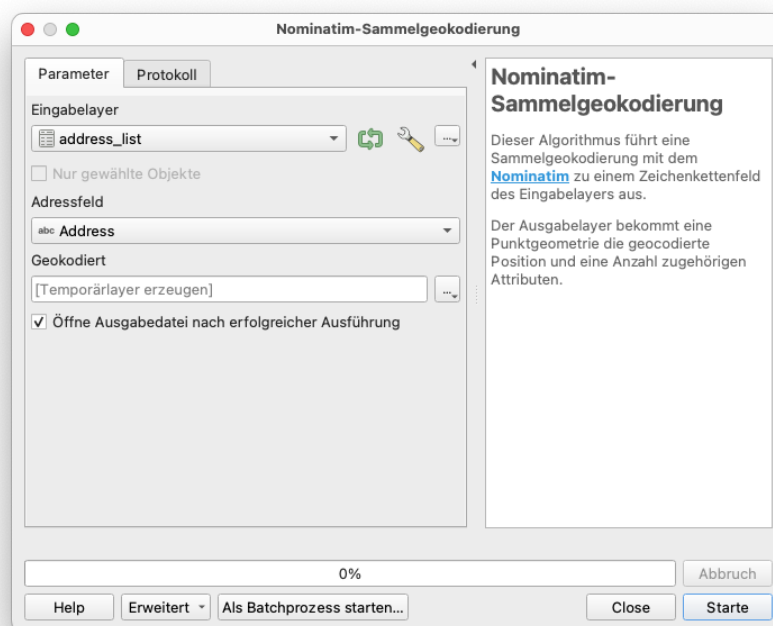 Nominatim-Sammelgeokodierung
Parameter
Protokoll
Eingabelayer
address_list
...
Nur gewählte Objekte
Adressfeld
abc Address
Geokodiert
[Temporärlayer erzeugen]
...
Öffne Ausgabedatei nach erfolgreicher Ausführung
Nominatim-
Sammelgeokodierung
Dieser Algorithmus führt eine
Sammelgeokodierung mit dem
Nominatim zu einem Zeichenkettenfeld
des Eingabelayers aus.
Der Ausgabelayer bekommt eine
Punktgeometrie die geocodierte
Position und eine Anzahl zugehörigen
Attributen.
0%
Abbruch
Help
Erweitert
Als Batchprozess starten...
Close
Starte